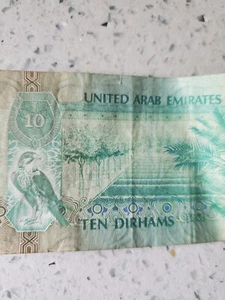 UNITED ARAB EMIRATES
10
TEN DIRHAMS